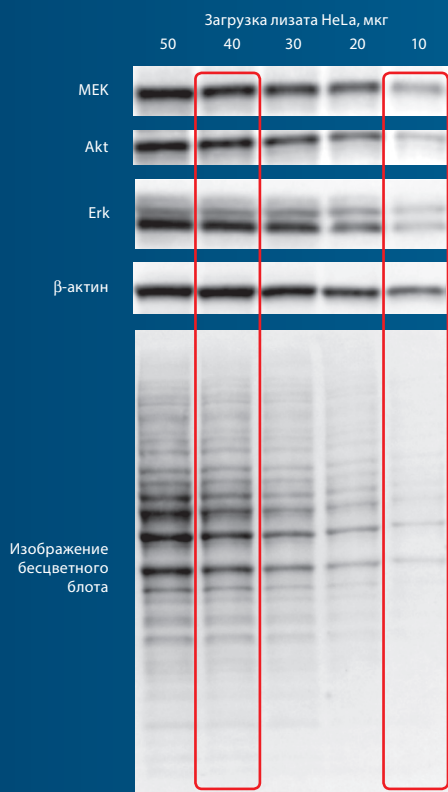 Загрузка лизата HeLa, мкг
50 40 30 20 10
MEK
Akt
Erk
β-актин
Изображение
бесцветного
блота